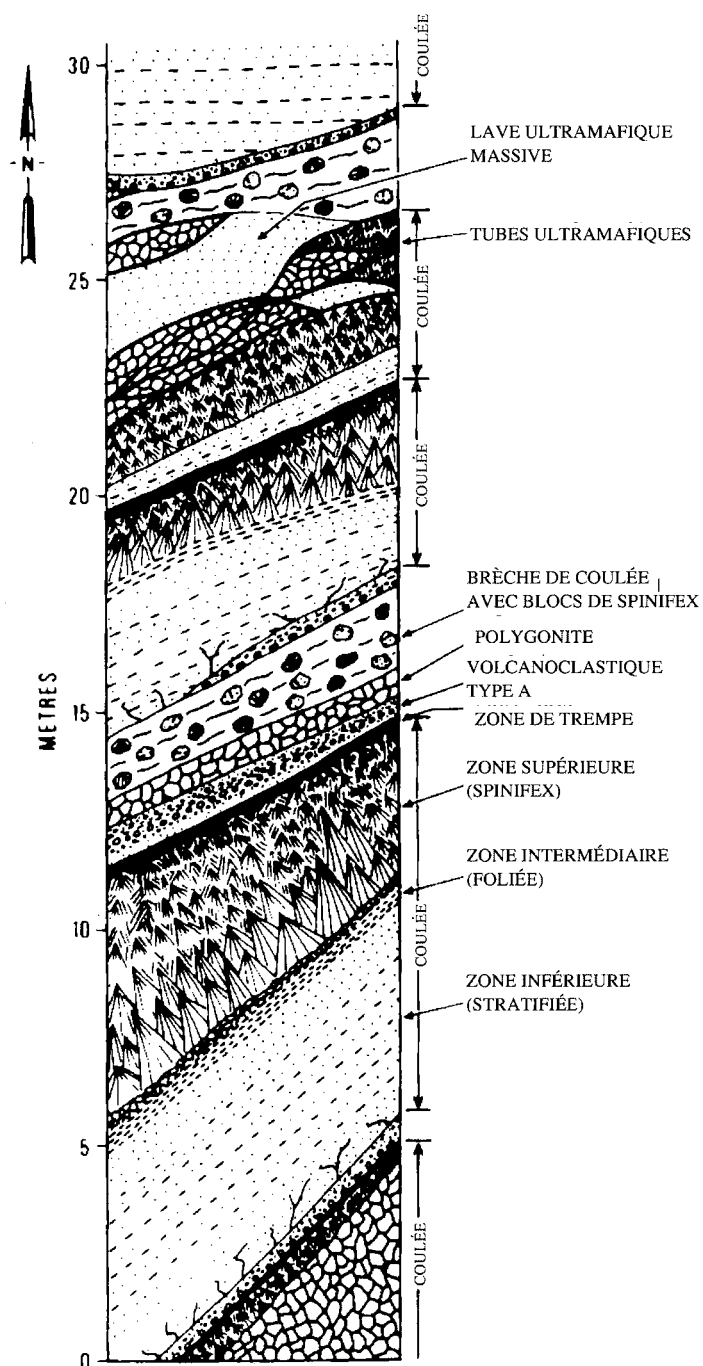 30
COULÉE
N
LAVE ULTRAMAFIQUE
MASSIVE
TUBES ULTRAMAFIQUES
25
COULÉE
20
COULÉE
BRÈCHE DE COULÉE
AVEC BLOCS DE SPINIFEX
POLYGONITE
VOLCANOCLASTIQUE
TYPE A
ZONE DE TREMPE
15
METRES
ZONE SUPÉRIEURE
(SPINIFEX)
ZONE INTERMÉDIAIRE
(FOLIÉE)
10
COULÉE
ZONE INFÉRIEURE
(STRATIFIÉE)
5
COULÉE
0